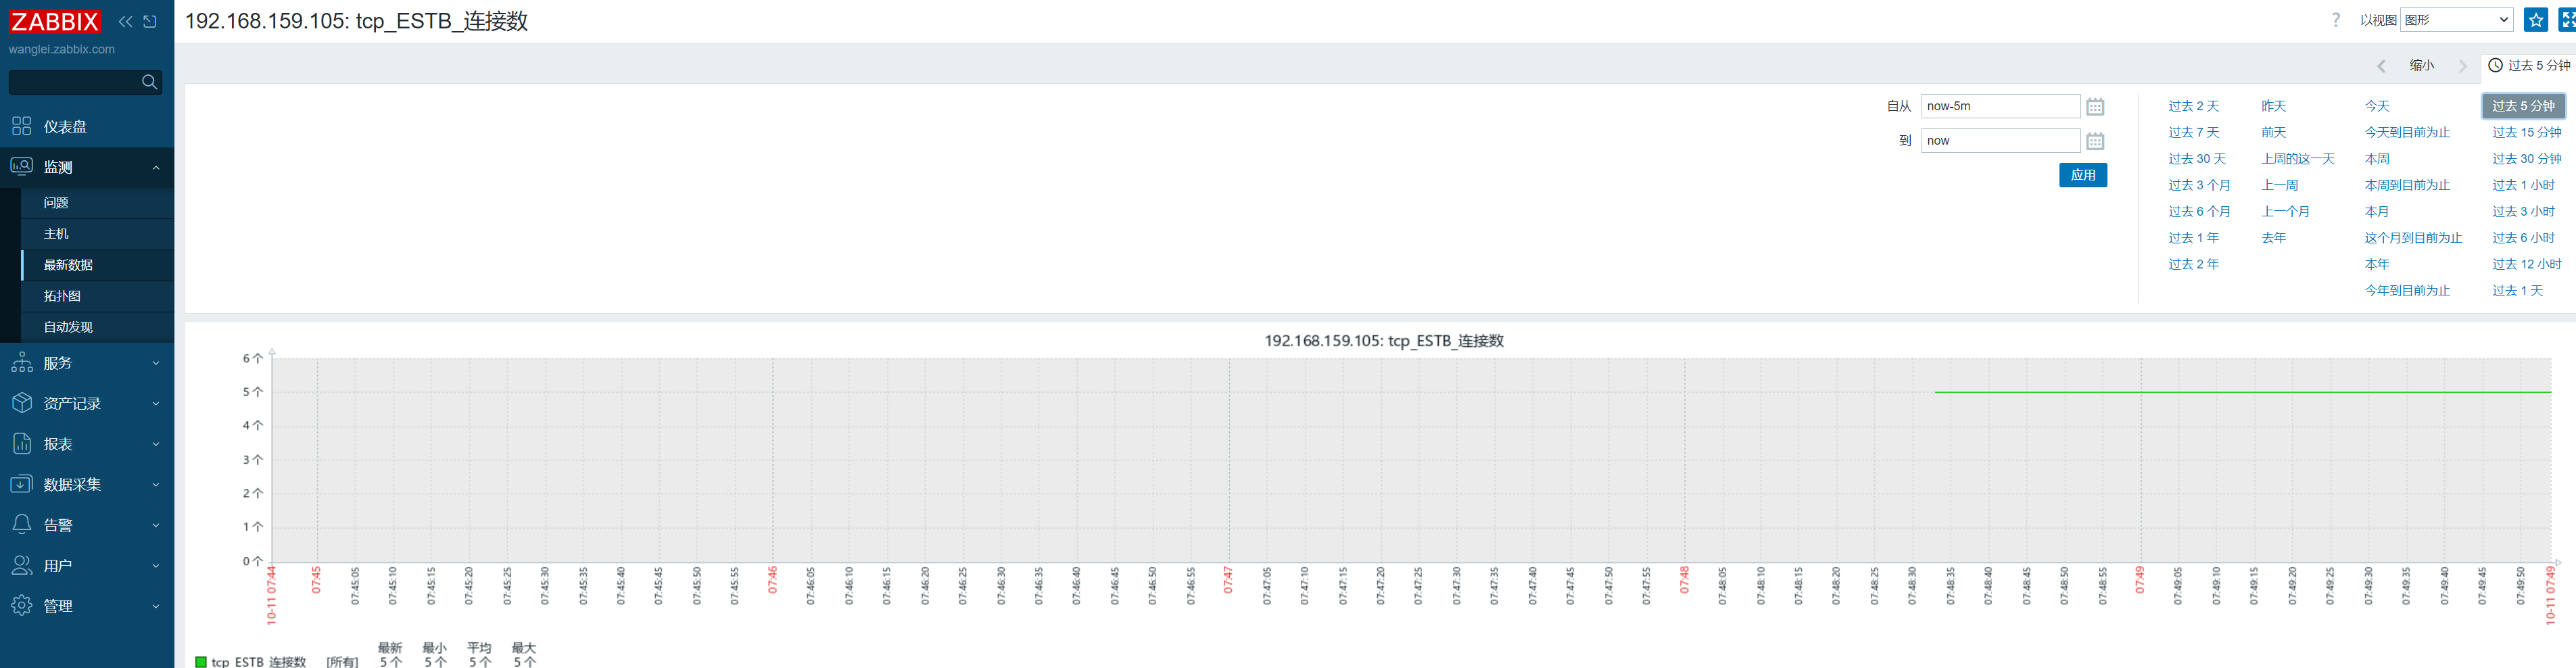 ZABBIX
wanglei.zabbix.com
仪表盘
监测
问题
主机
最新数据
拓扑图
自动发现
服务
资产记录
报表
数据采集
告警
用户
管理
192.168.159.105: tcp_ESTB_连接数
? 以视图 图形
缩小 过去 5 分钟
自从 now-5m
到 now
应用
过去 2 天 昨天 今天 过去 5 分钟
过去 7 天 前天 今天到目前为止 过去 15 分钟
过去 30 天 上周的这一天 本周 过去 30 分钟
过去 3 个月 上一周 本周到目前为止 过去 1 小时
过去 6 个月 上一个月 本月 过去 3 小时
过去 1 年 去年 这个月到目前为止 过去 6 小时
过去 2 年 本年 过去 12 小时
今年到目前为止 过去 1 天
192.168.159.105: tcp_ESTB_连接数
6 个
5 个
4 个
3 个
2 个
1 个
0 个
10-11 07:44 07:45 07:45:05 07:45:10 07:45:15 07:45:20 07:45:25 07:45:30 07:45:35 07:45:40 07:45:45 07:45:50 07:45:55 07:46 07:46:05 07:46:10 07:46:15 07:46:20 07:46:25 07:46:30 07:46:35 07:46:40 07:46:45 07:46:50 07:46:55 07:47 07:47:05 07:47:10 07:47:15 07:47:20 07:47:25 07:47:30 07:47:35 07:47:40 07:47:45 07:47:50 07:47:55 07:48 07:48:05 07:48:10 07:48:15 07:48:20 07:48:25 07:48:30 07:48:35 07:48:40 07:48:45 07:48:50 07:48:55 07:49 07:49:05 07:49:10 07:49:15 07:49:20 07:49:25 07:49:30 07:49:35 07:49:40 07:49:45 07:49:50 10-11 07:49
最新 最小 平均 最大
tcp_ESTB_连接数 [所有] 5 个 5 个 5 个 5 个